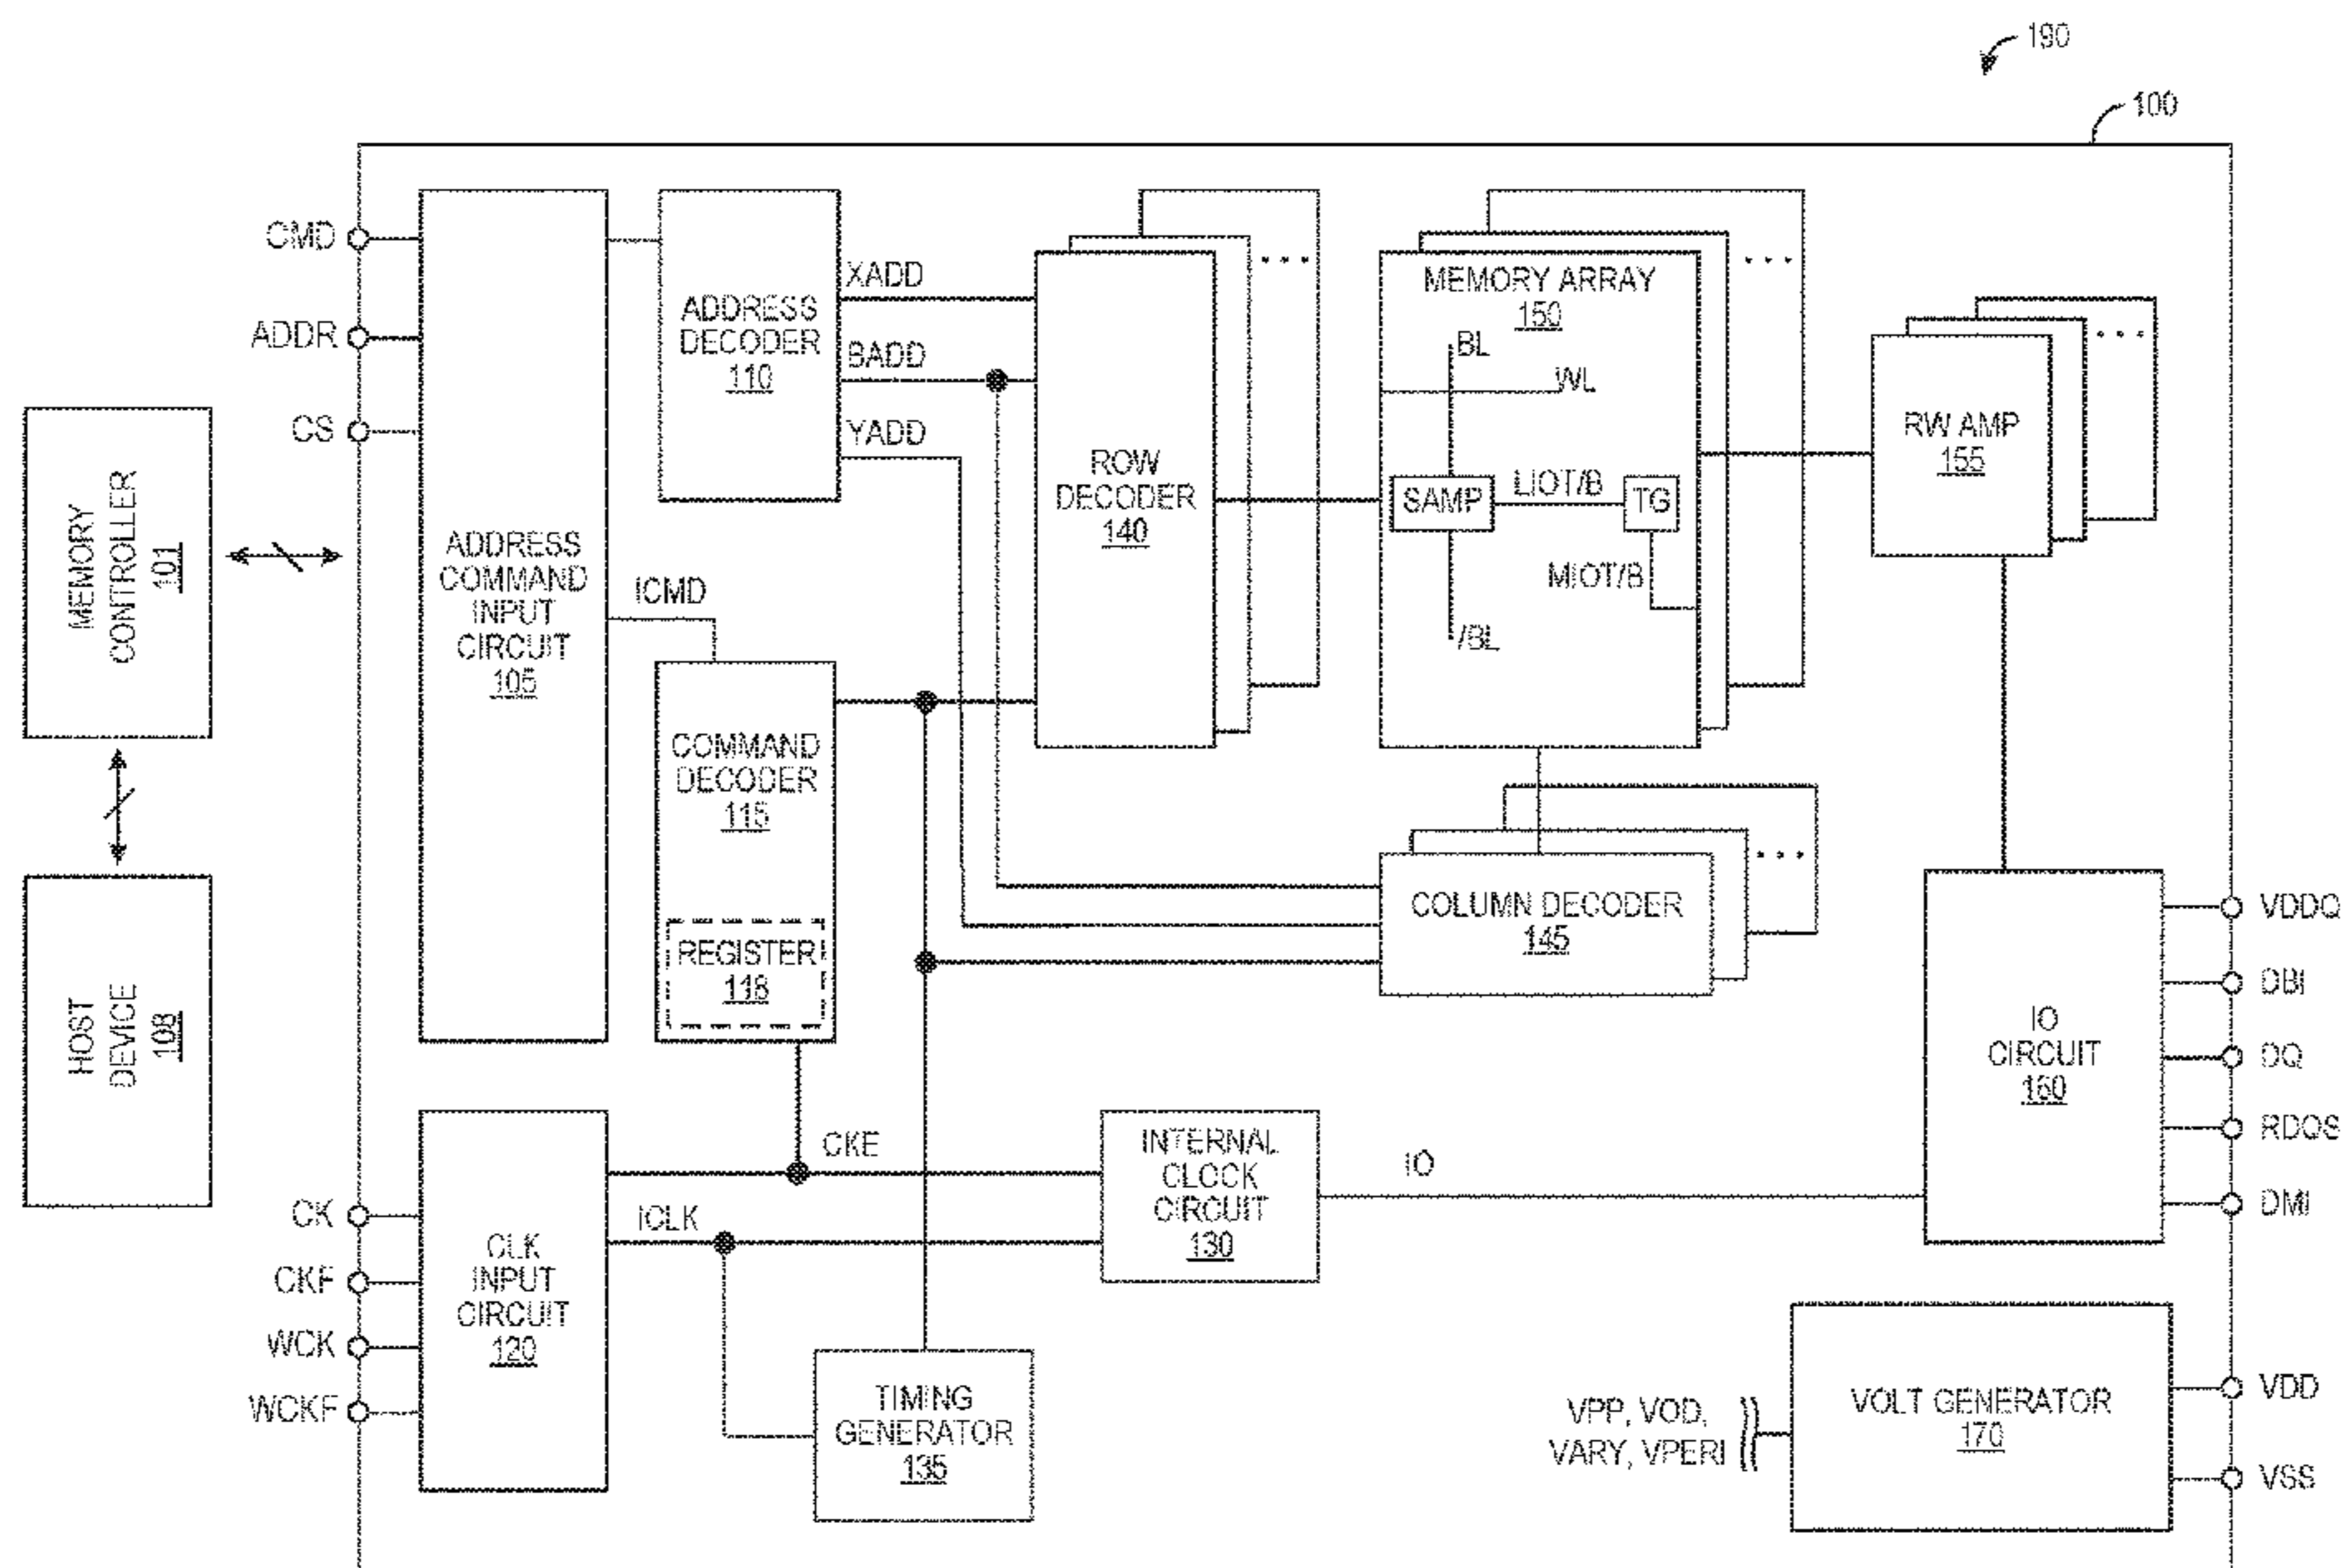 190
100
CMD
ADDR
CS
MEMORY
CONTROLLER
101
HOST
DEVICE
108
ADDRESS
COMMAND
INPUT
CIRCUIT
105
ADDRESS
DECODER
110
XADD
BADD
YADD
ICMD
COMMAND
DECODER
115
REGISTER
118
ROW
DECODER
140
...
MEMORY ARRAY
150
BL
WL
SAMP
LIOT/B
TG
MIOT/B
/BL
...
RW AMP
155
...
COLUMN DECODER
145
...
IO
CIRCUIT
160
VDDQ
DBI
DQ
RDQS
DMI
CK
CKF
WCK
WCKF
CLK
INPUT
CIRCUIT
120
CKE
ICLK
INTERNAL
CLOCK
CIRCUIT
130
IO
TIMING
GENERATOR
135
VPP, VOD,
VARY, VPERI
VOLT GENERATOR
170
VDD
VSS